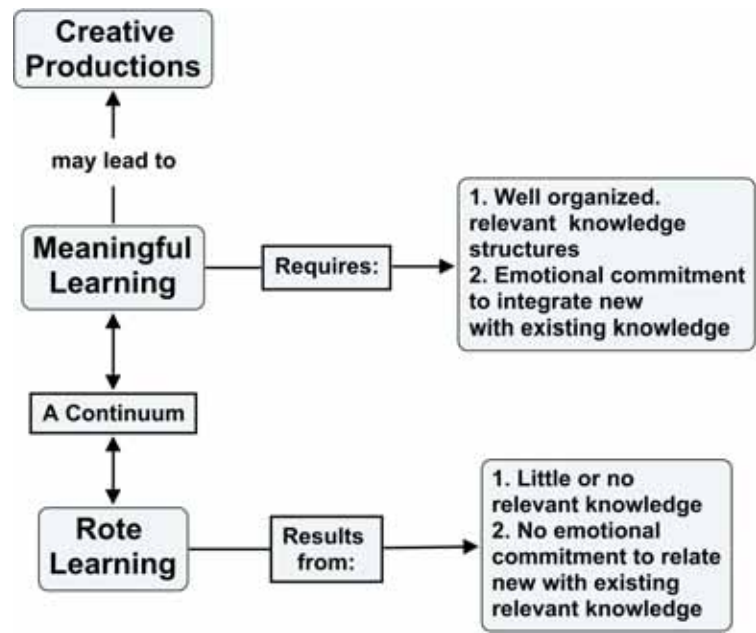 Creative
Productions
may lead to
Meaningful
Learning
Requires:
1. Well organized.
relevant knowledge
structures
2. Emotional commitment
to integrate new
with existing knowledge
A Continuum
Rote
Learning
Results
from:
1. Little or no
relevant knowledge
2. No emotional
commitment to relate
new with existing
relevant knowledge